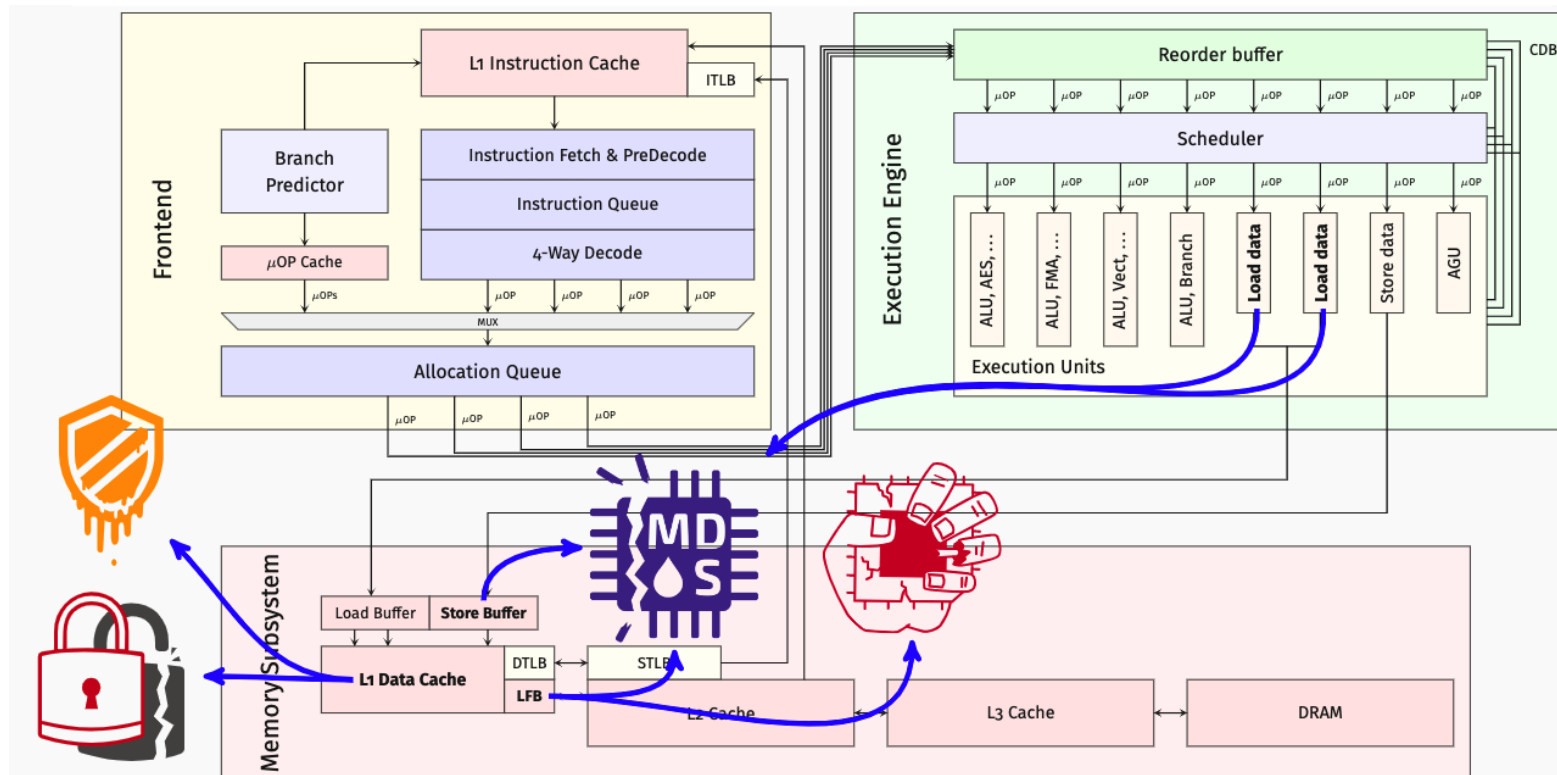 Frontend
L1 Instruction Cache
ITLB
Branch
Predictor
Instruction Fetch & PreDecode
Instruction Queue
4-Way Decode
μOP Cache
μOPs
μOP
μOP
μOP
μOP
MUX
Allocation Queue
μOP
μOP
μOP
μOP
Execution Engine
Reorder buffer
CDB
μOP
μOP
μOP
μOP
μOP
μOP
μOP
μOP
Scheduler
μOP
μOP
μOP
μOP
μOP
μOP
μOP
μOP
ALU, AES, ...
ALU, FMA, ...
ALU, Vect, ...
ALU, Branch
Load data
Load data
Store data
AGU
Execution Units
MD
S
Memory Subsystem
Load Buffer
Store Buffer
L1 Data Cache
DTLB
LFB
STLB
L2 Cache
L3 Cache
DRAM